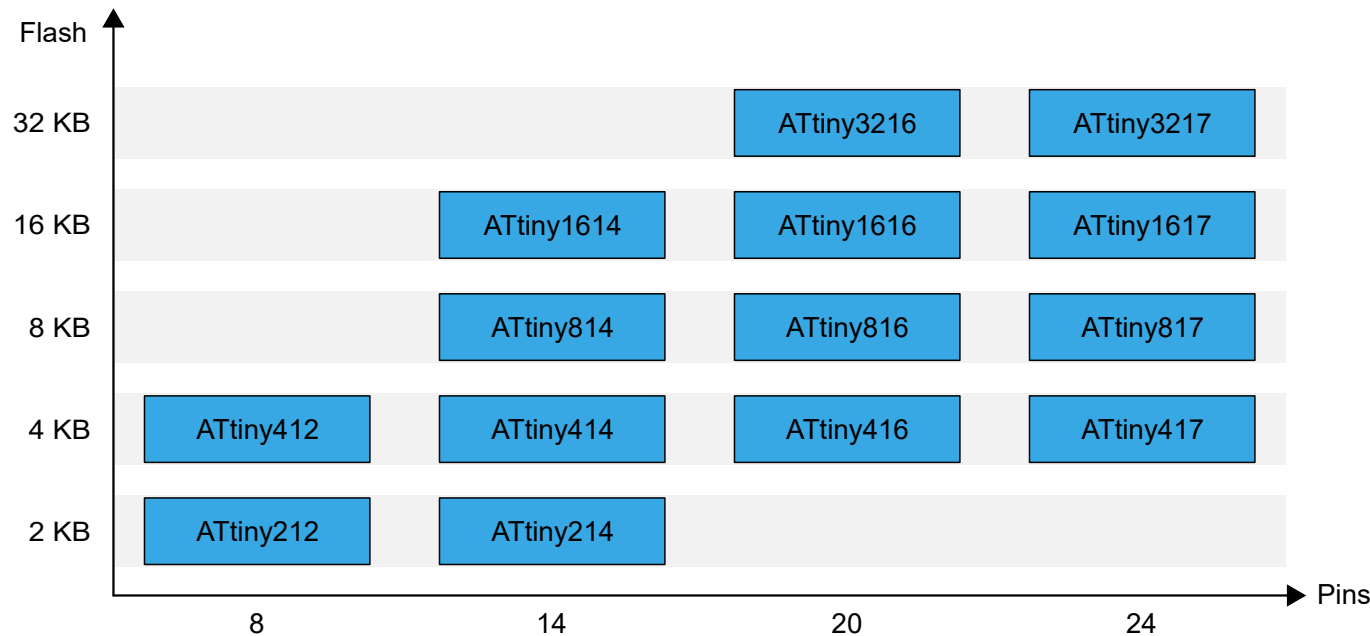 Flash
32 KB ATtiny3216 ATtiny3217
16 KB ATtiny1614 ATtiny1616 ATtiny1617
8 KB ATtiny814 ATtiny816 ATtiny817
4 KB ATtiny412 ATtiny414 ATtiny416 ATtiny417
2 KB ATtiny212 ATtiny214
Pins
8 14 20 24